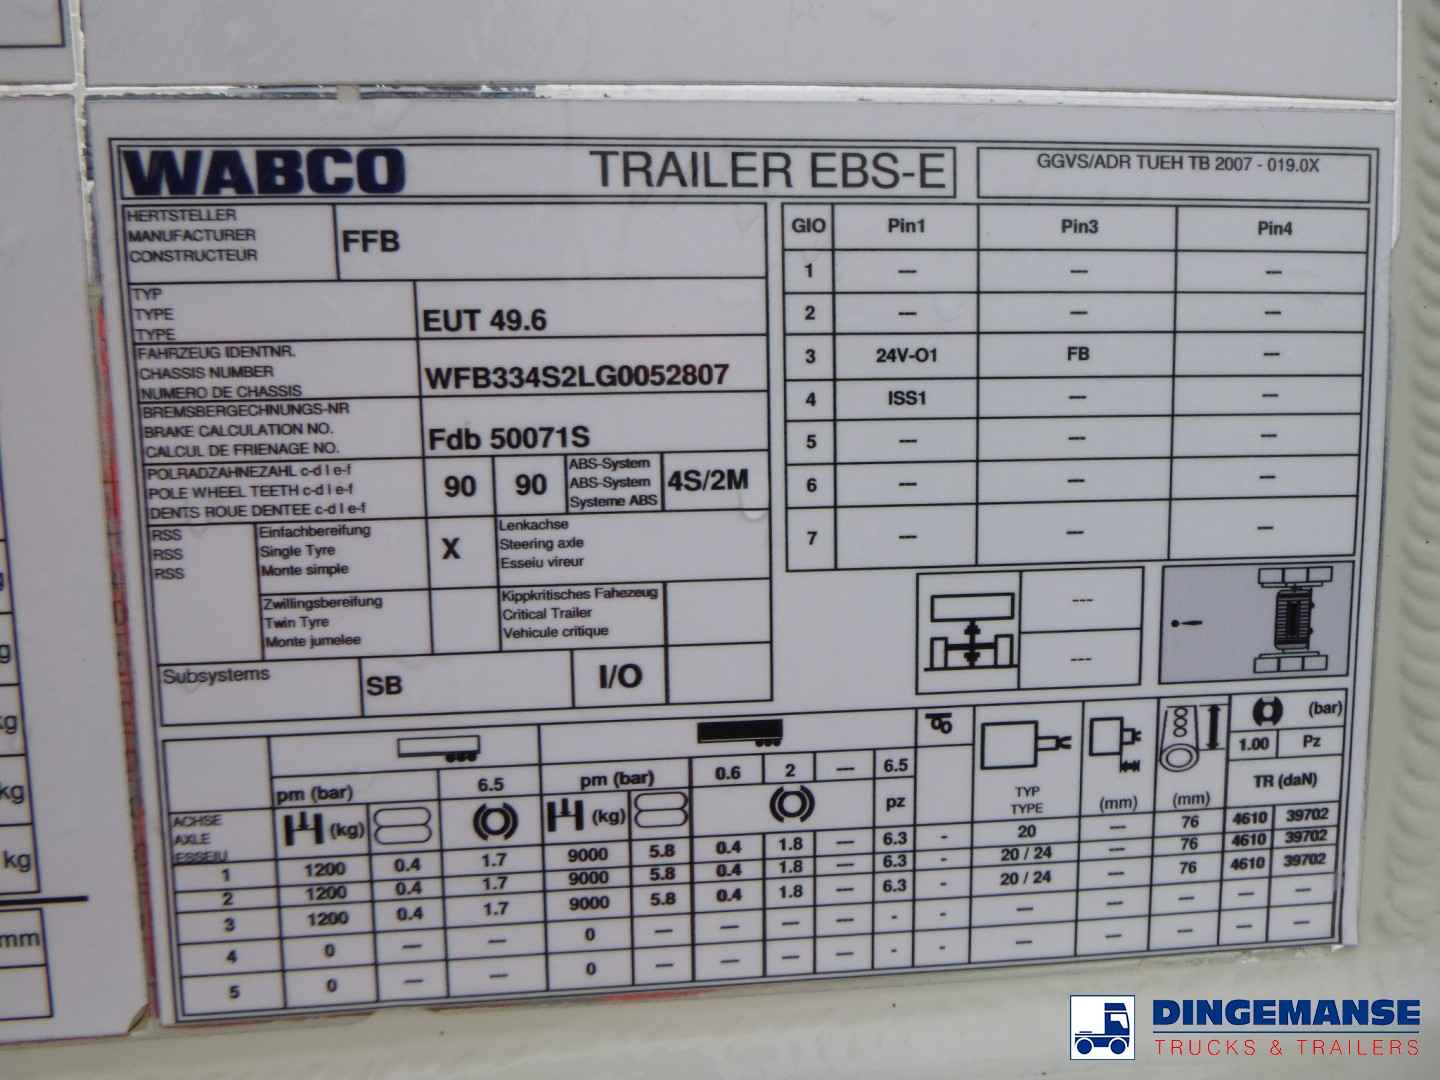 WABCO TRAILER EBS-E
GGVS/ADR TUEH TB 2007 - 019.0X
HERTSTELLER
MANUFACTURER
CONSTRUCTEUR
FFB
TYP
TYPE
TYPE
EUT 49.6
FAHRZEUG IDENTNR.
CHASSIS NUMBER
NUMERO DE CHASSIS
WFB334S2LG0052807
BREMSBERGECHNUNGS-NR
BRAKE CALCULATION NO.
CALCUL DE FRIENAGE NO.
Fdb 50071S
POLRADZAHNEZAHL c-d I e-f
POLE WHEEL TEETH c-d I e-f
DENTS ROUE DENTEE c-d I e-f
90 90
ABS-System
ABS-System
Systeme ABS
4S/2M
RSS
RSS
RSS
Einfachbereifung
Single Tyre
Monte simple
X
Lenkachse
Steering axle
Esseiu vireur
Zwillingsbereifung
Twin Tyre
Monte jumelee
Kippkritisches Fahezeug
Critical Trailer
Vehicule critique
Subsystems SB I/O
GIO Pin1 Pin3 Pin4
1 --- --- ---
2 --- --- ---
3 24V-O1 FB ---
4 ISS1 --- ---
5 --- --- ---
6 --- --- ---
7 --- --- ---
---
---
pm (bar) 6.5 pm (bar) 0.6 2 --- 6.5
(bar)
1.00 Pz
ACHSE
AXLE
ESSEIU
(kg) (kg) pz
TYP
TYPE
(mm) (mm) TR (daN)
1 1200 0.4 1.7 9000 5.8 0.4 1.8 --- 6.3 - 20 --- 76 4610 39702
2 1200 0.4 1.7 9000 5.8 0.4 1.8 --- 6.3 - 20 / 24 --- 76 4610 39702
3 1200 0.4 1.7 9000 5.8 0.4 1.8 --- 6.3 - 20 / 24 --- 76 4610 39702
4 0 --- --- 0 --- --- --- --- - - --- --- --- --- ---
5 0 --- --- 0 --- --- --- --- - - --- --- --- --- ---
kg
kg
kg
mm
DINGEMANSE
TRUCKS & TRAILERS